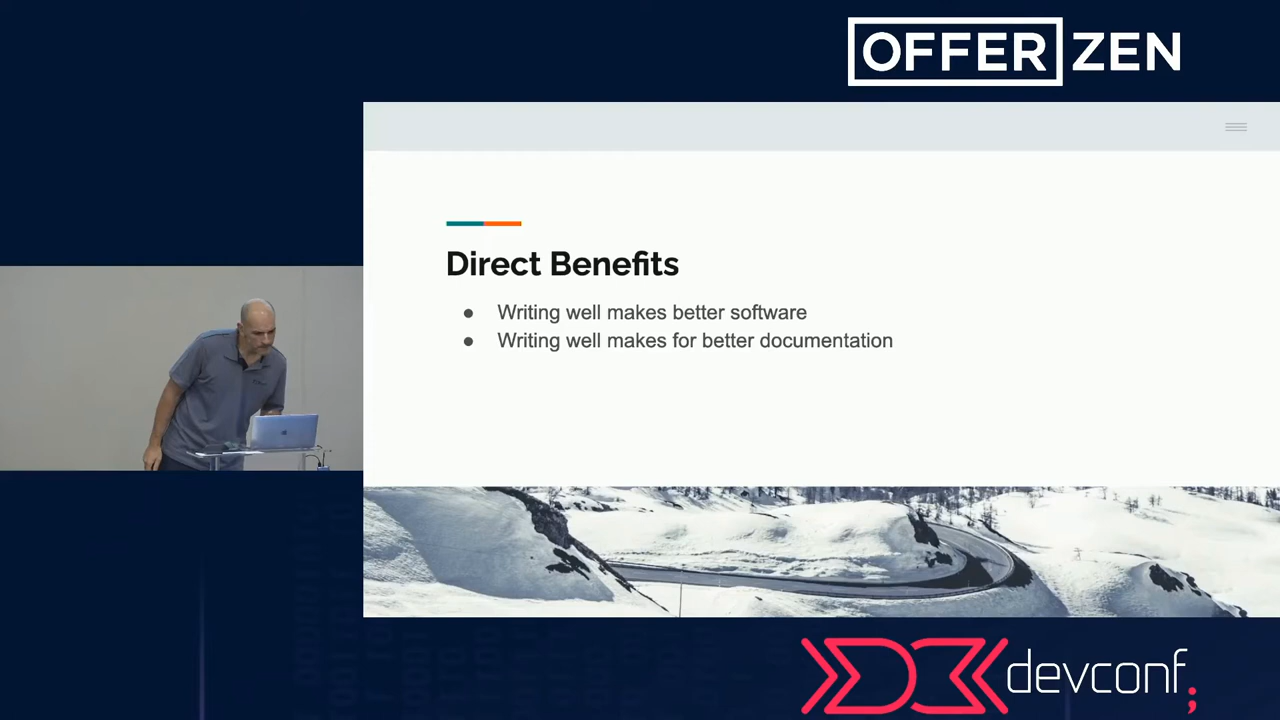 OFFER ZEN
Direct Benefits
● Writing well makes better software
● Writing well makes for better documentation
devconf;